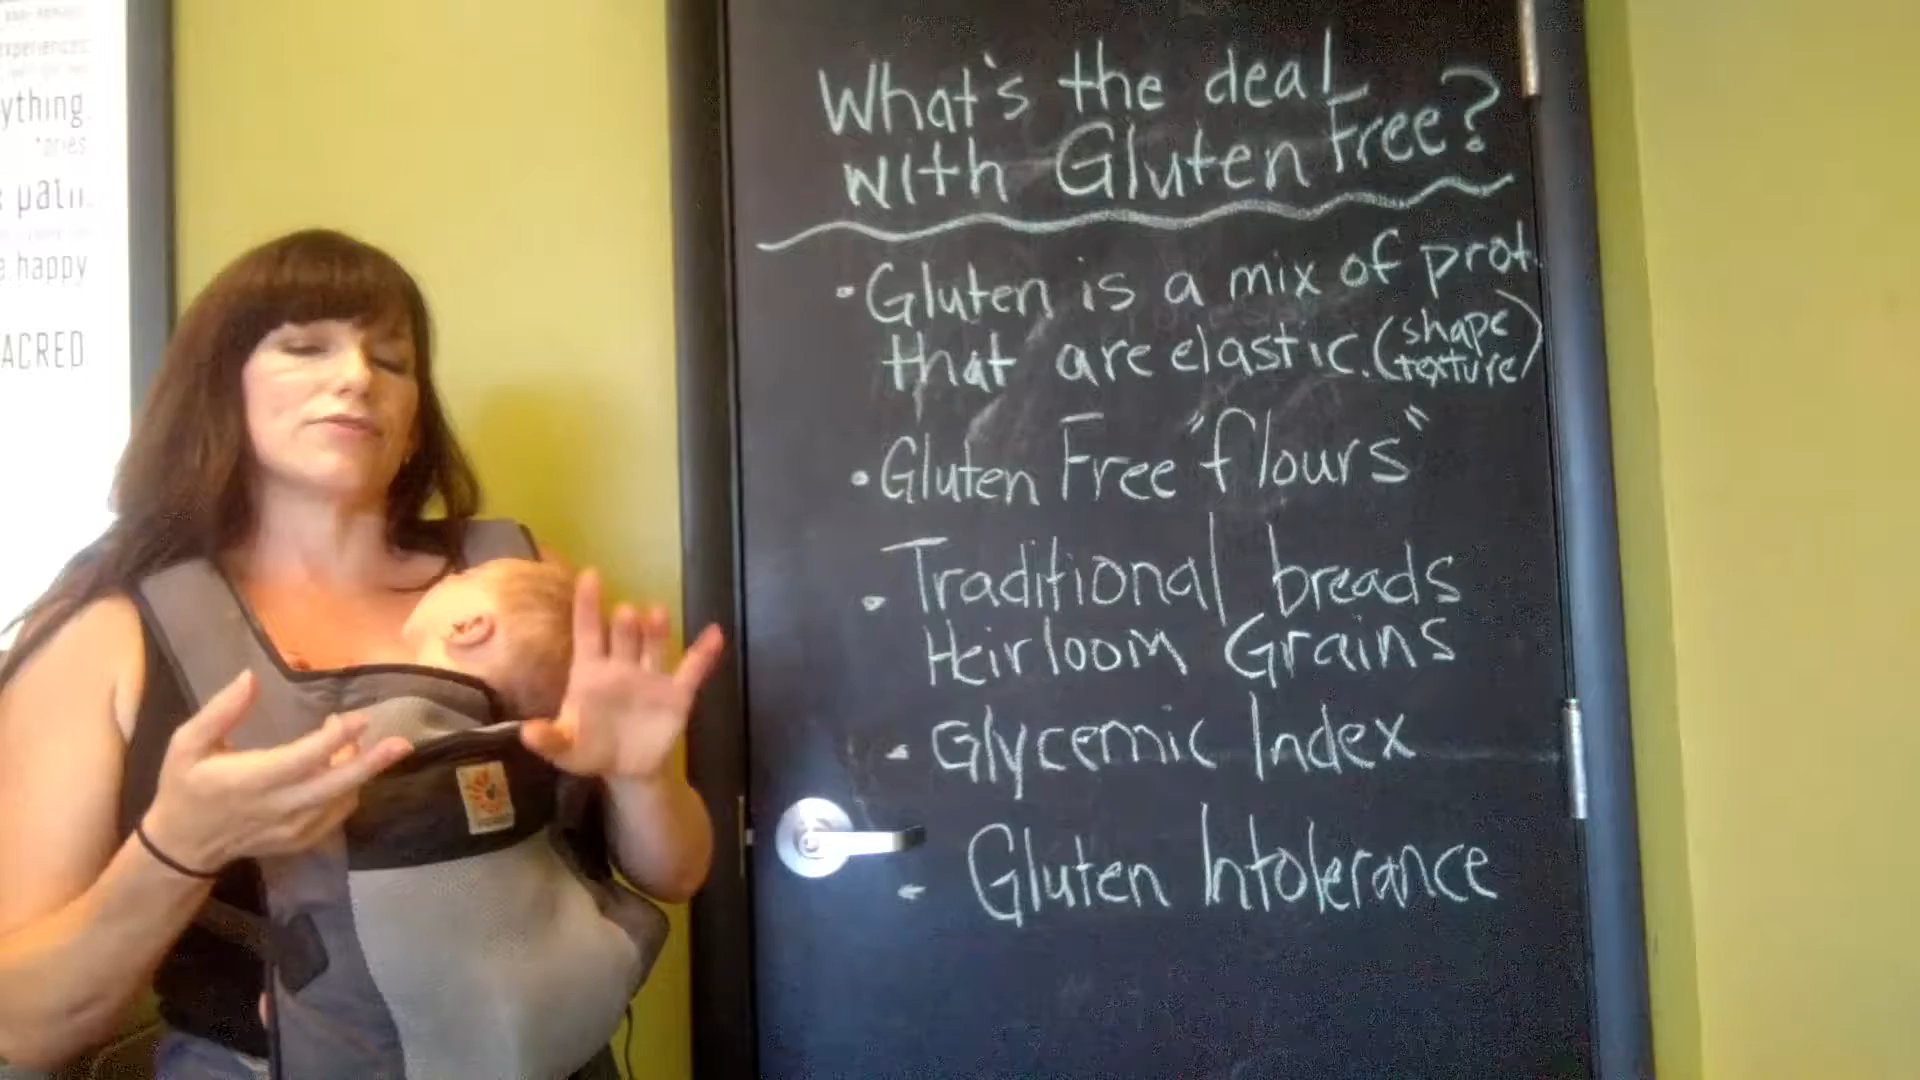 experiences
ything.
happy
ACRED
What's the deal
with Gluten Free?
• Gluten is a mix of prot.
that are elastic. (shape
texture)
• Gluten Free "flours"
• Traditional breads
Heirloom Grains
- Glycemic Index
- Gluten Intolerance